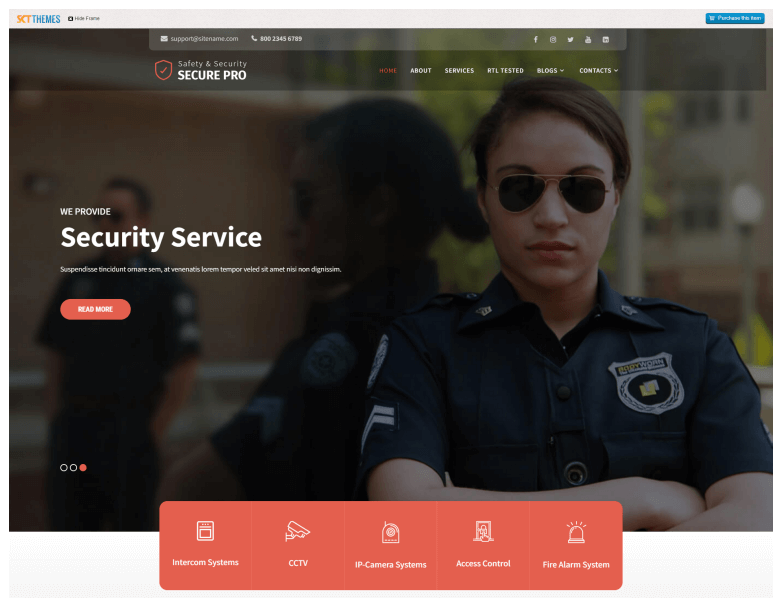 SKTTHEMES
Hide Frame
Purchase this item
support@sitename.com
800 2345 6789
Safety & Security
SECURE PRO
HOME
ABOUT
SERVICES
RTL TESTED
BLOGS
CONTACTS
WE PROVIDE
Security Service
Suspendisse tincidunt ornare sem, at venenatis lorem tempor veled sit amet nisi non dignissim.
READ MORE
Intercom Systems
CCTV
IP-Camera Systems
Access Control
Fire Alarm System